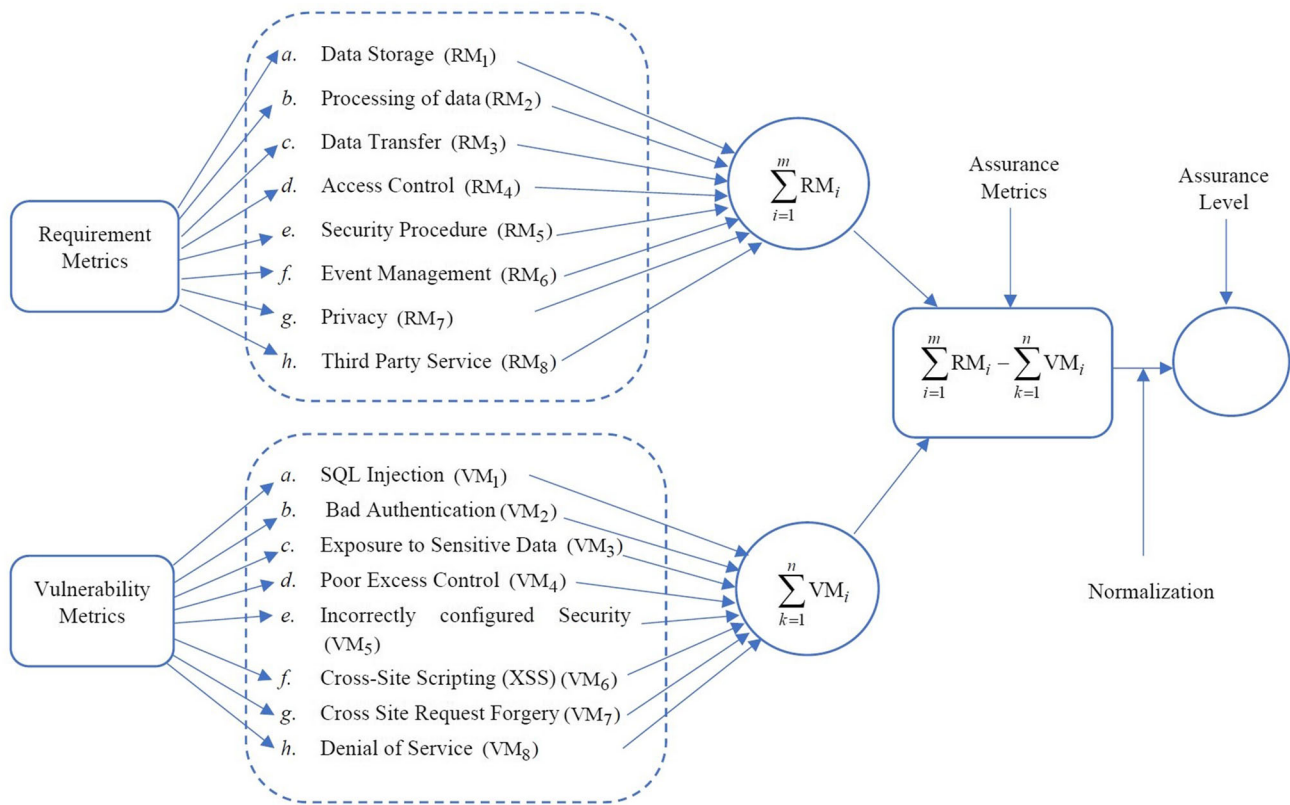 Requirement
Metrics
a. Data Storage (RM₁)
b. Processing of data (RM₂)
c. Data Transfer (RM₃)
d. Access Control (RM₄)
e. Security Procedure (RM₅)
f. Event Management (RM₆)
g. Privacy (RM₇)
h. Third Party Service (RM₈)
m
∑ RMᵢ
i=1
Vulnerability
Metrics
a. SQL Injection (VM₁)
b. Bad Authentication (VM₂)
c. Exposure to Sensitive Data (VM₃)
d. Poor Excess Control (VM₄)
e. Incorrectly configured Security
(VM₅)
f. Cross-Site Scripting (XSS) (VM₆)
g. Cross Site Request Forgery (VM₇)
h. Denial of Service (VM₈)
n
∑ VMᵢ
k=1
Assurance
Metrics
m n
∑ RMᵢ – ∑ VMᵢ
i=1 k=1
Assurance
Level
Normalization